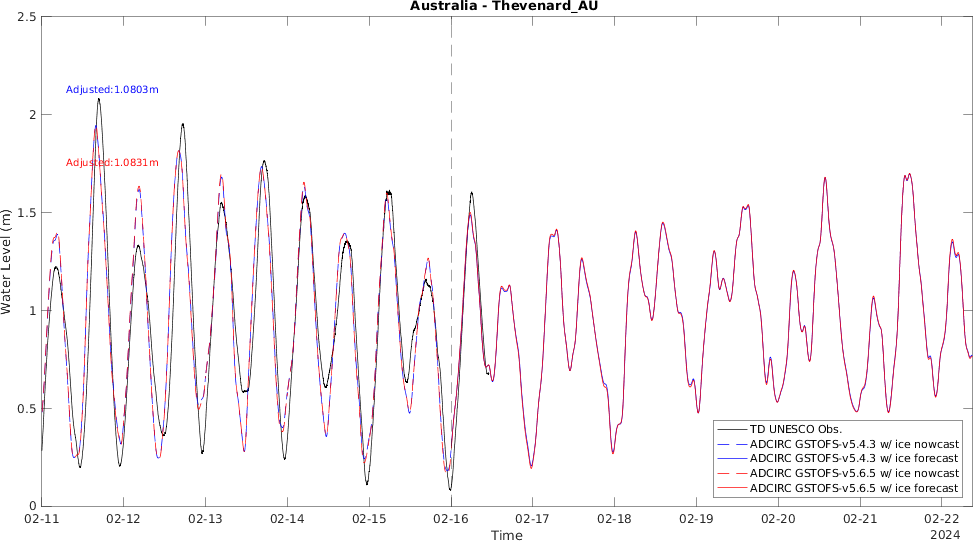 Australia - Thevenard_AU
2.5
2
1.5
1
0.5
0
Water Level (m)
Adjusted:1.0803m
Adjusted:1.0831m
TD UNESCO Obs.
ADCIRC GSTOFS-v5.4.3 w/ ice nowcast
ADCIRC GSTOFS-v5.4.3 w/ ice forecast
ADCIRC GSTOFS-v5.6.5 w/ ice nowcast
ADCIRC GSTOFS-v5.6.5 w/ ice forecast
02-11 02-12 02-13 02-14 02-15 02-16 02-17 02-18 02-19 02-20 02-21 02-22
2024
Time